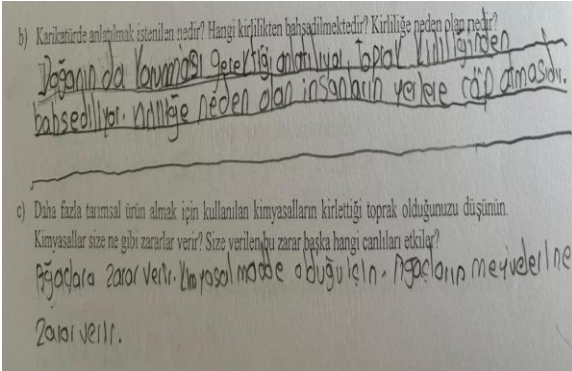 b) Karikatürde anlatılmak istenilen nedir? Hangi kirlilikten bahsedilmektedir? Kirliliğe neden olan nedir?
Doğanın da korunması gerektiği anlatılıyor, toprak kirliliğinden
bahsediliyor. neden olan insanların yerlere çöp atmasıdır.
c) Daha fazla tarımsal ürün almak için kullanılan kimyasalların kirlettiği toprak olduğunuzu düşünün.
Kimyasallar size ne gibi zararlar verir? Size verilen bu zarar başka hangi canlıları etkiler?
Ağaçlara zarar verir. Kimyasal madde olduğu için. Ağaçların meyvelerine
zarar verir.